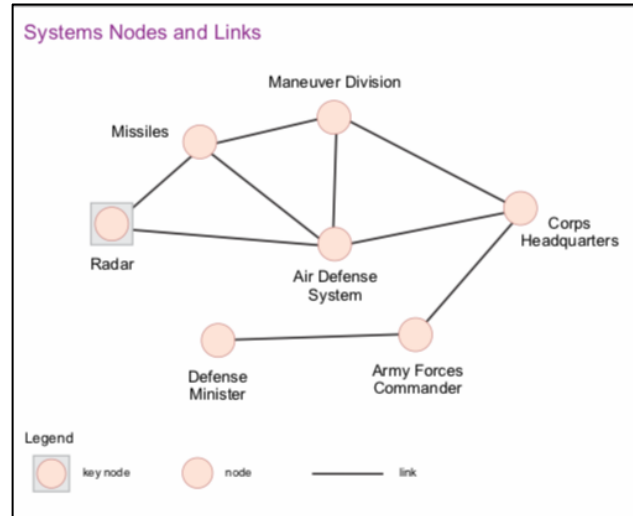 Systems Nodes and Links
Maneuver Division
Missiles
Corps
Headquarters
Radar
Air Defense
System
Defense
Minister
Army Forces
Commander
Legend
key node
node
link